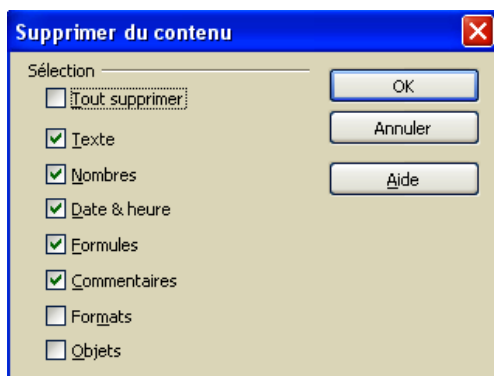 Supprimer du contenu
Sélection
Tout supprimer
Texte
Nombres
Date & heure
Formules
Commentaires
Formats
Objets
OK
Annuler
Aide